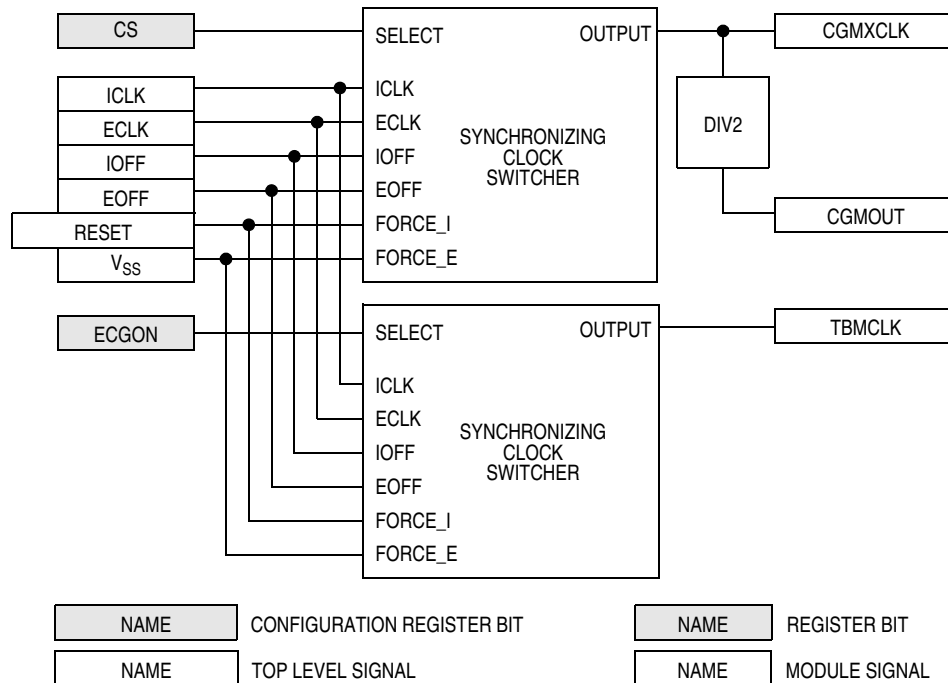 CS
SELECT
OUTPUT
CGMXCLK
ICLK
ICLK
ECLK
ECLK
IOFF
IOFF
EOFF
EOFF
RESET
FORCE_I
VSS
FORCE_E
SYNCHRONIZING
CLOCK
SWITCHER
DIV2
CGMOUT
ECGON
SELECT
OUTPUT
TBMCLK
ICLK
ECLK
IOFF
EOFF
FORCE_I
FORCE_E
SYNCHRONIZING
CLOCK
SWITCHER
NAME CONFIGURATION REGISTER BIT
NAME REGISTER BIT
NAME TOP LEVEL SIGNAL
NAME MODULE SIGNAL